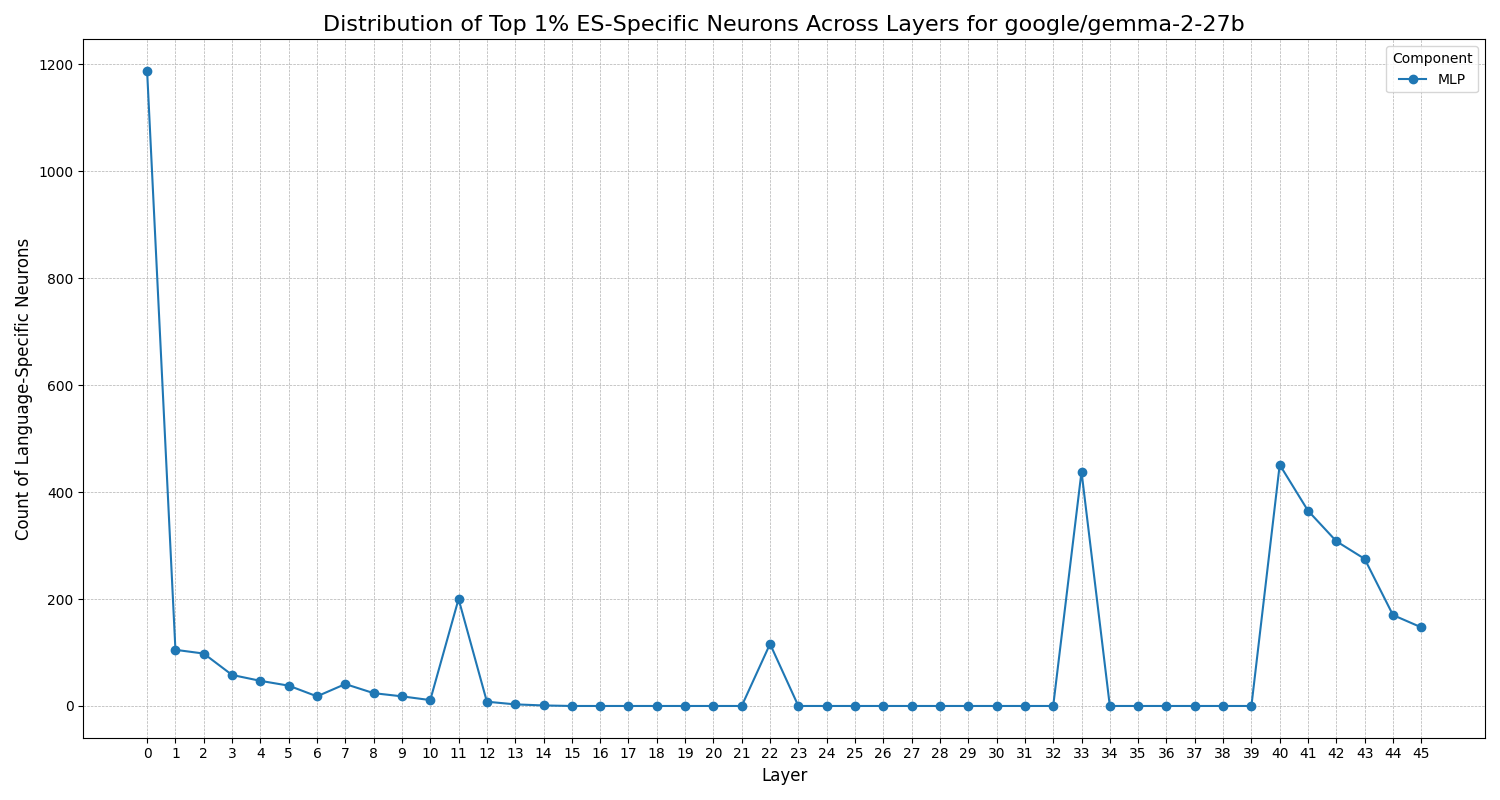 Distribution of Top 1% ES-Specific Neurons Across Layers for google/gemma-2-27b
Component
MLP
Count of Language-Specific Neurons
1200
1000
800
600
400
200
0
0 1 2 3 4 5 6 7 8 9 10 11 12 13 14 15 16 17 18 19 20 21 22 23 24 25 26 27 28 29 30 31 32 33 34 35 36 37 38 39 40 41 42 43 44 45
Layer